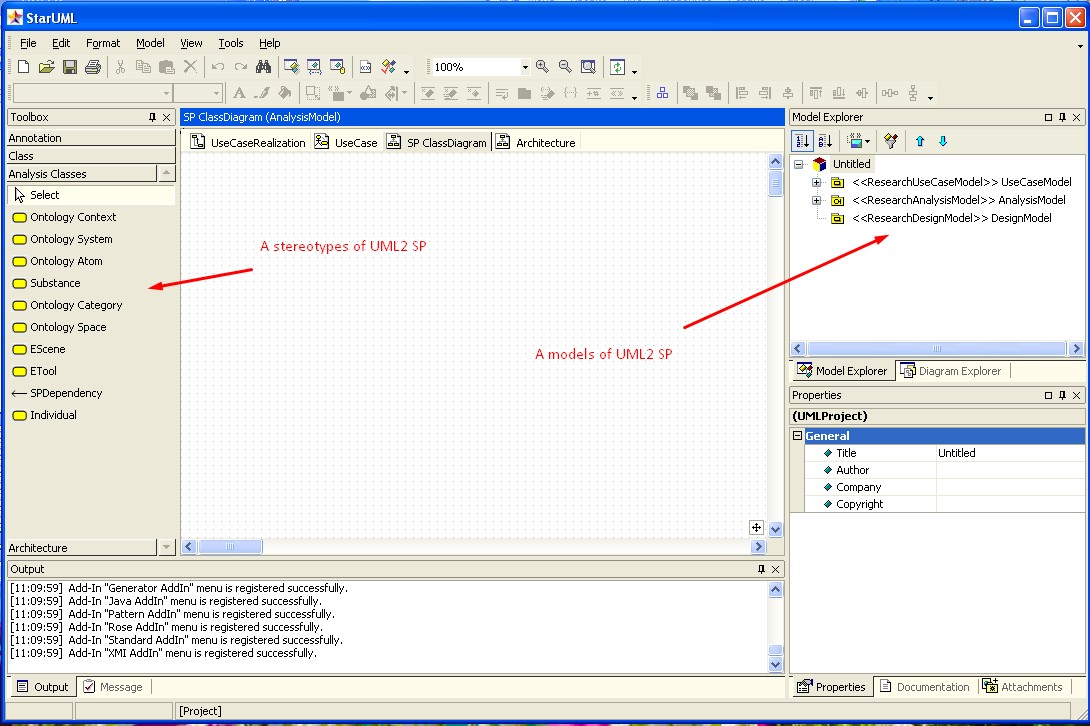 StarUML
File Edit Format Model View Tools Help
100%
Toolbox
Annotation
Class
Analysis Classes
Select
Ontology Context
Ontology System
Ontology Atom
Substance
Ontology Category
Ontology Space
EScene
ETool
SPDependency
Individual
Architecture
SP ClassDiagram (AnalysisModel)
UseCaseRealization UseCase SP ClassDiagram Architecture
A stereotypes of UML2 SP
A models of UML2 SP
Model Explorer
Untitled
<<ResearchUseCaseModel>> UseCaseModel
<<ResearchAnalysisModel>> AnalysisModel
<<ResearchDesignModel>> DesignModel
Model Explorer Diagram Explorer
Properties
(UMLProject)
General
Title Untitled
Author
Company
Copyright
Output
[11:09:59] Add-In "Generator AddIn" menu is registered successfully.
[11:09:59] Add-In "Java AddIn" menu is registered successfully.
[11:09:59] Add-In "Pattern AddIn" menu is registered successfully.
[11:09:59] Add-In "Rose AddIn" menu is registered successfully.
[11:09:59] Add-In "Standard AddIn" menu is registered successfully.
[11:09:59] Add-In "XMI AddIn" menu is registered successfully.
Output Message
Properties Documentation Attachments
[Project]